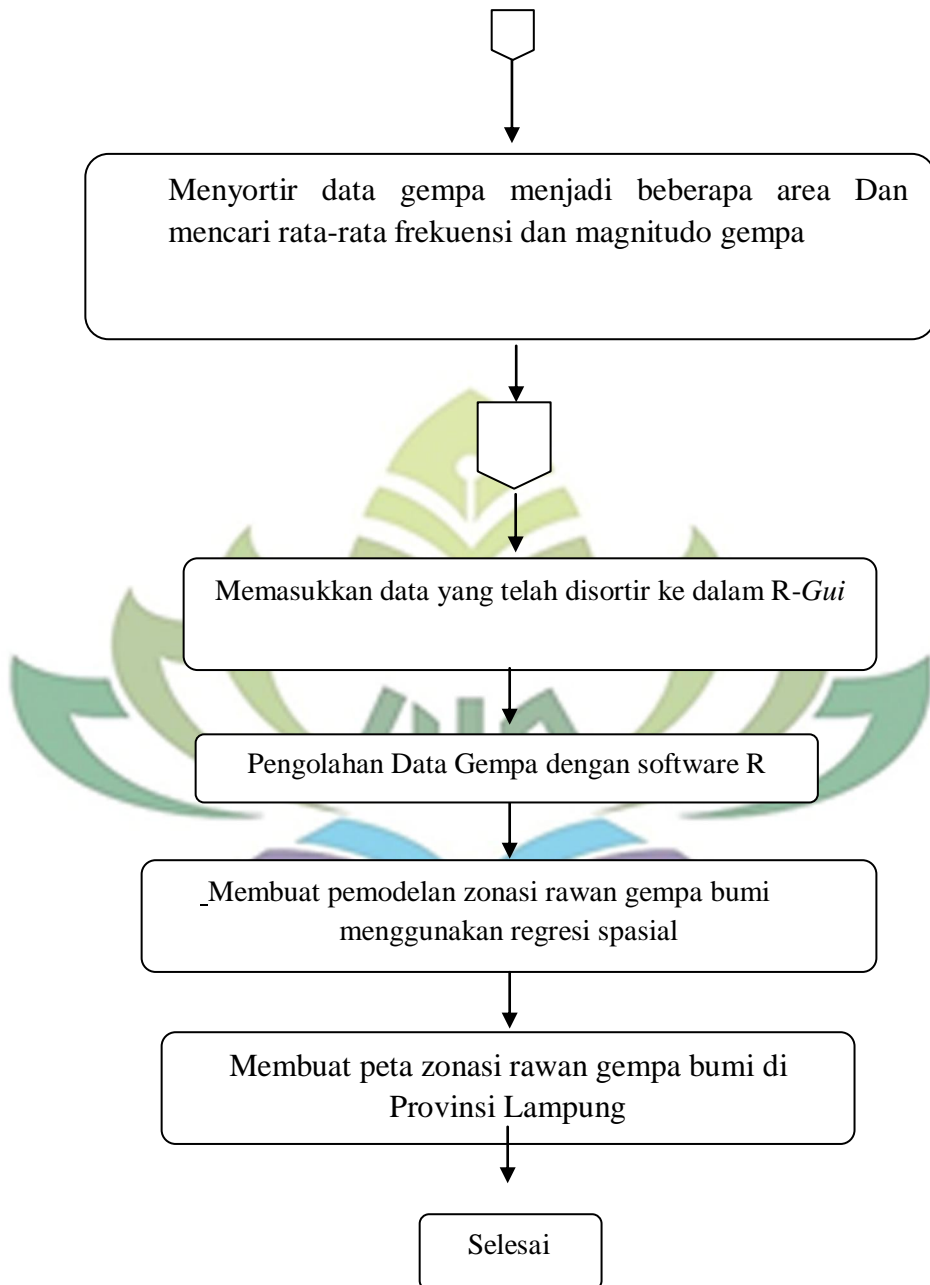 Menyortir data gempa menjadi beberapa area Dan
mencari rata-rata frekuensi dan magnitudo gempa
Memasukkan data yang telah disortir ke dalam R-Gui
Pengolahan Data Gempa dengan software R
Membuat pemodelan zonasi rawan gempa bumi
menggunakan regresi spasial
Membuat peta zonasi rawan gempa bumi di
Provinsi Lampung
Selesai